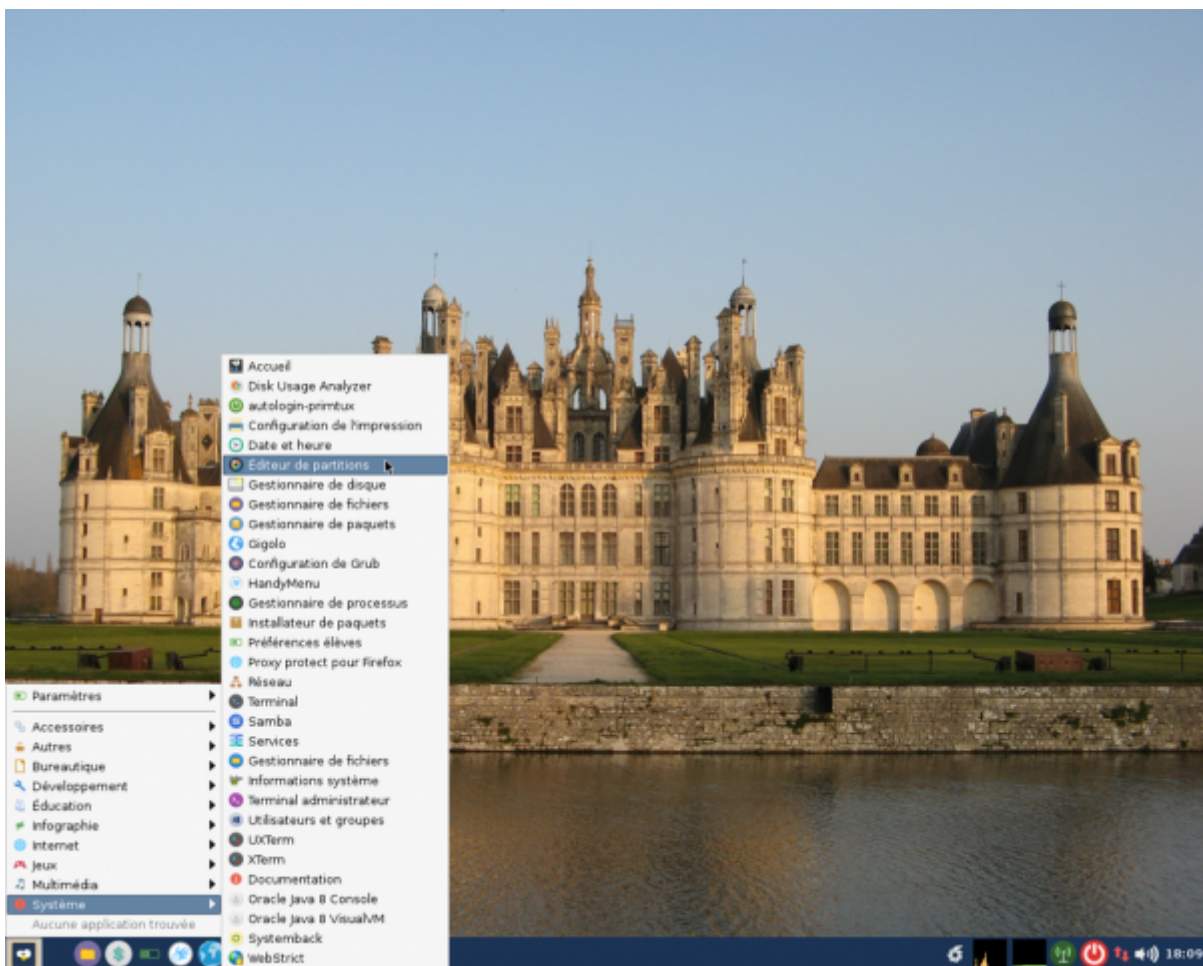 Accueil
Disk Usage Analyzer
autologin-primtux
Configuration de l'impression
Date et heure
Éditeur de partitions
Gestionnaire de disque
Gestionnaire de fichiers
Gestionnaire de paquets
Gigolo
Configuration de Grub
HandyMenu
Gestionnaire de processus
Installateur de paquets
Préférences élèves
Proxy protect pour Firefox
Réseau
Terminal
Samba
Services
Gestionnaire de fichiers
Informations système
Terminal administrateur
Utilisateurs et groupes
UXTerm
XTerm
Documentation
Oracle Java 8 Console
Oracle Java 8 VisualVM
Systemback
WebStrict
Paramètres
Accessoires
Autres
Bureautique
Développement
Éducation
Infographie
Internet
Jeux
Multimédia
Système
Aucune application trouvée
6
18:09